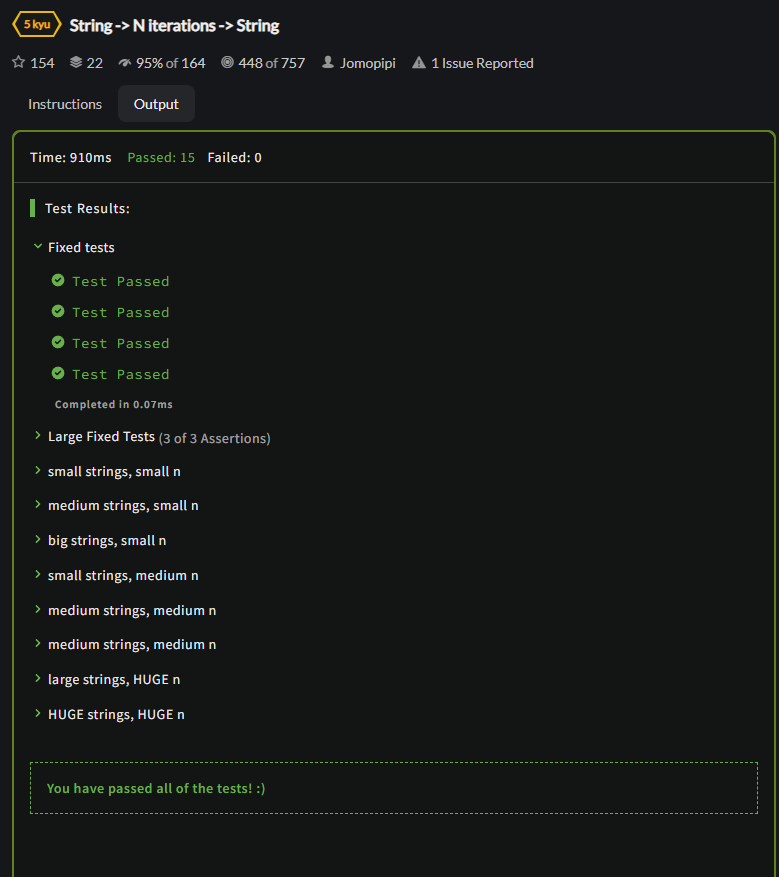 5 kyu String -> N iterations -> String
154 22 95% of 164 448 of 757 Jomopipi 1 Issue Reported
Instructions Output
Time: 910ms Passed: 15 Failed: 0
Test Results:
Fixed tests
Test Passed
Test Passed
Test Passed
Test Passed
Completed in 0.07ms
Large Fixed Tests (3 of 3 Assertions)
small strings, small n
medium strings, small n
big strings, small n
small strings, medium n
medium strings, medium n
medium strings, medium n
large strings, HUGE n
HUGE strings, HUGE n
You have passed all of the tests! :)